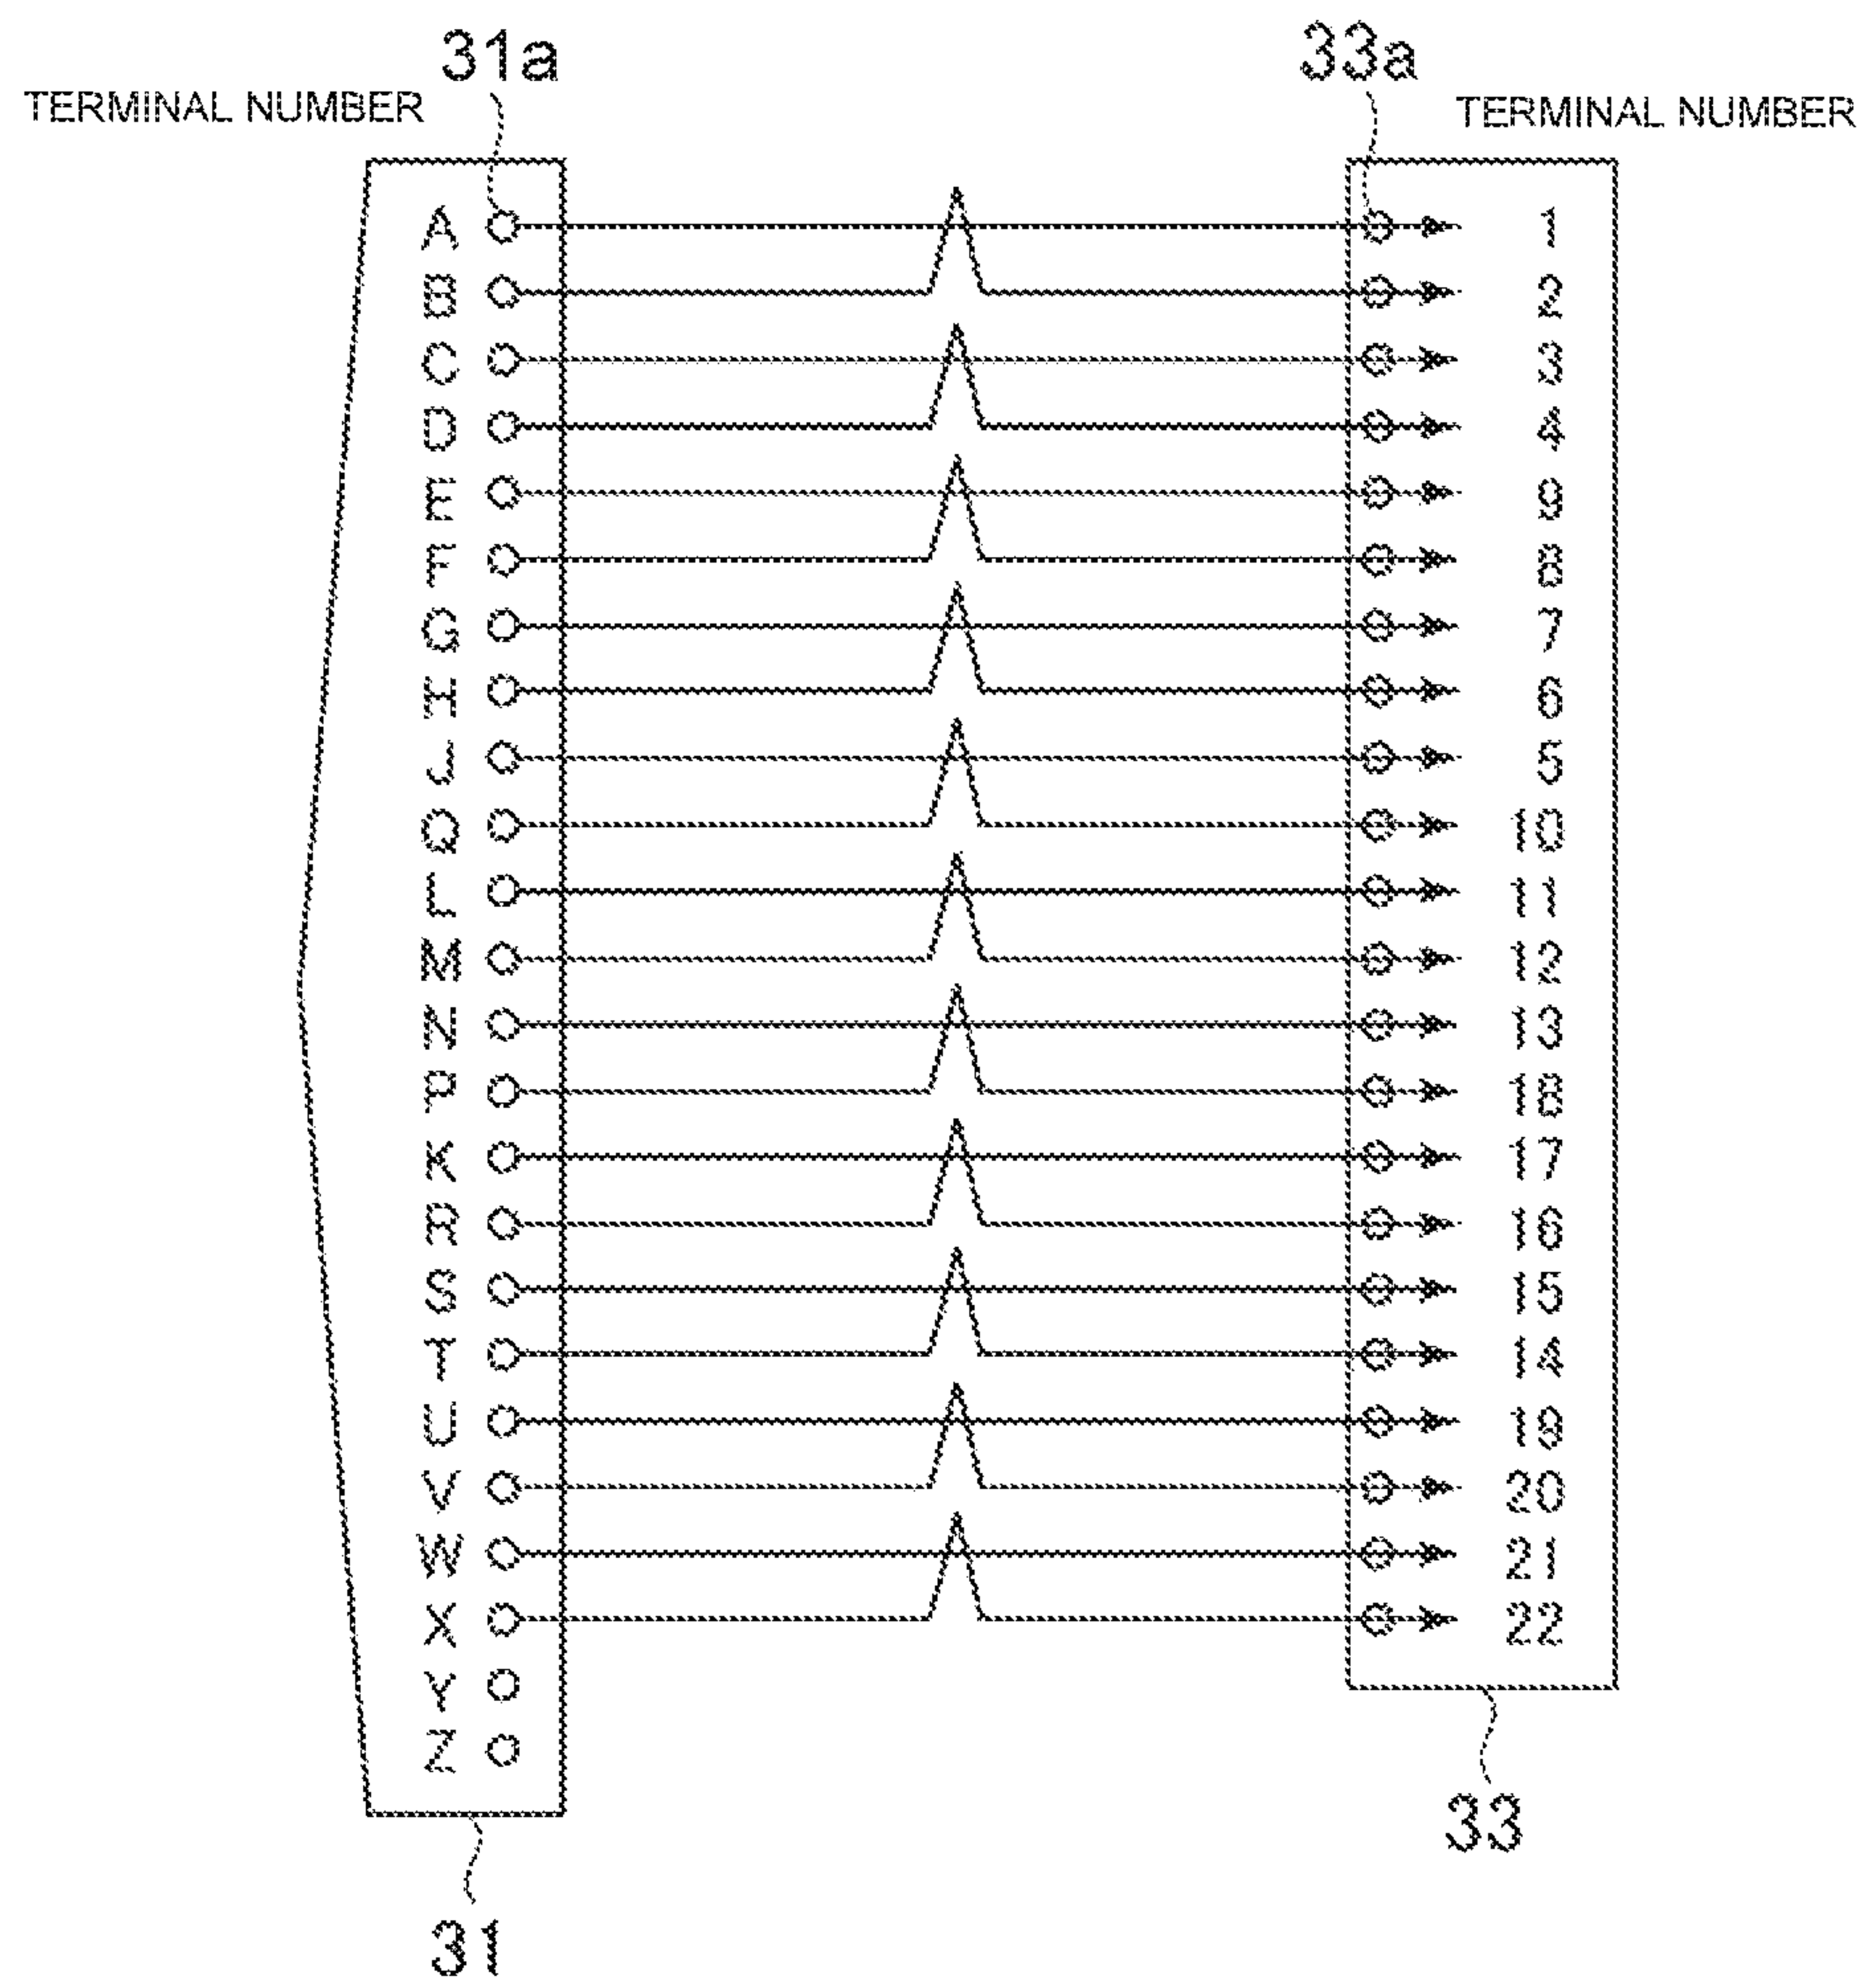 31a 33a
TERMINAL NUMBER TERMINAL NUMBER
A 1
B 2
C 3
D 4
E 9
F 8
G 7
H 6
J 5
Q 10
L 11
M 12
N 13
P 18
K 17
R 16
S 15
T 14
U 19
V 20
W 21
X 22
Y
Z
33
31